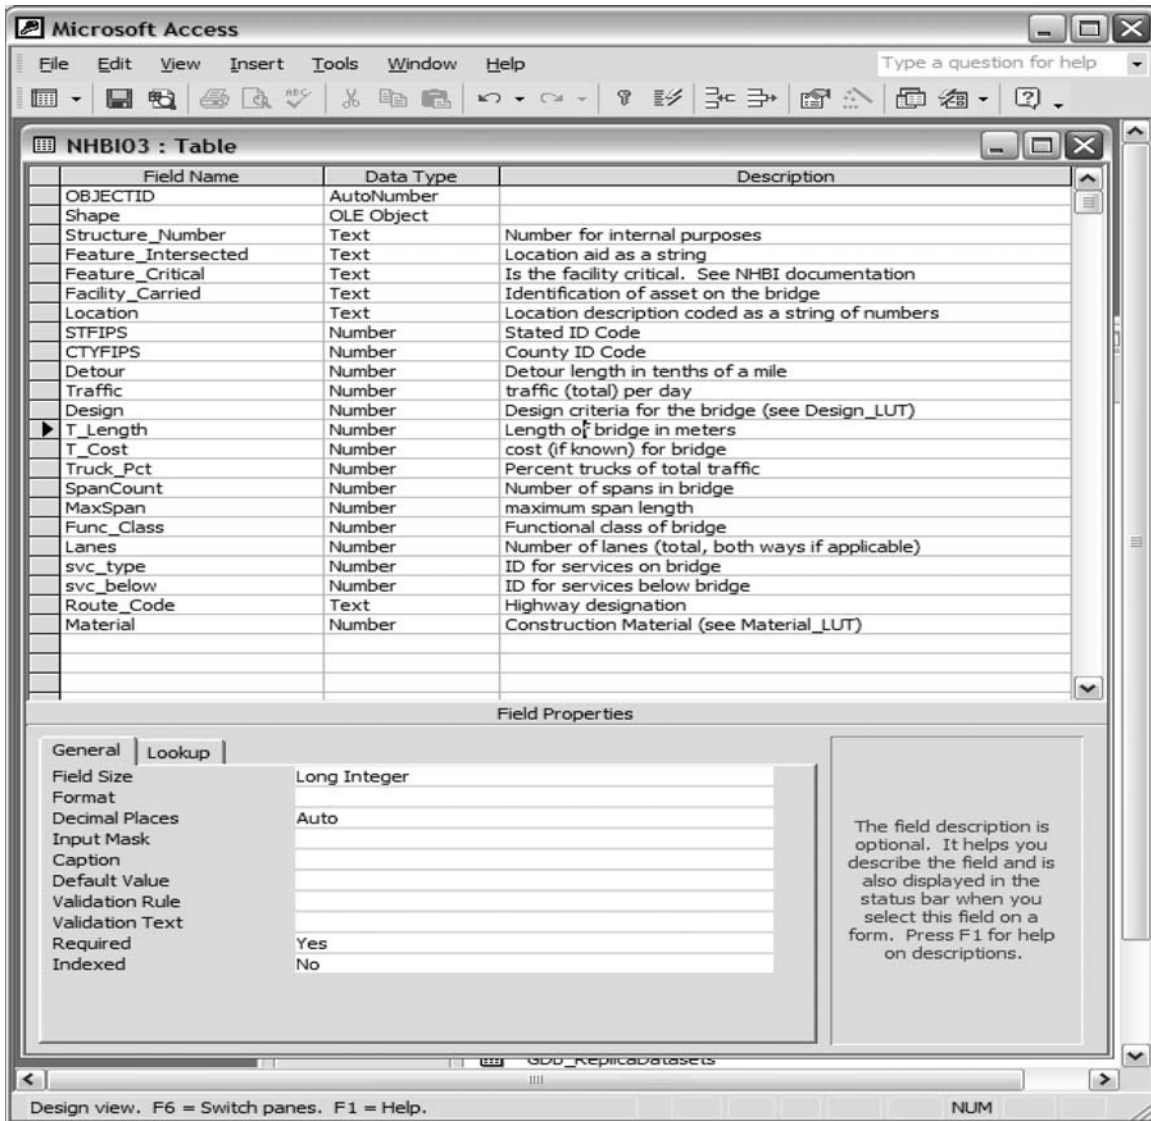 Microsoft Access
File Edit View Insert Tools Window Help Type a question for help
ABC
NHBI03 : Table
Field Name Data Type Description
OBJECTID AutoNumber
Shape OLE Object
Structure_Number Text Number for internal purposes
Feature_Intersected Text Location aid as a string
Feature_Critical Text Is the facility critical. See NHBI documentation
Facility_Carried Text Identification of asset on the bridge
Location Text Location description coded as a string of numbers
STFIPS Number Stated ID Code
CTYFIPS Number County ID Code
Detour Number Detour length in tenths of a mile
Traffic Number traffic (total) per day
Design Number Design criteria for the bridge (see Design_LUT)
T_Length Number Length of bridge in meters
T_Cost Number cost (if known) for bridge
Truck_Pct Number Percent trucks of total traffic
SpanCount Number Number of spans in bridge
MaxSpan Number maximum span length
Func_Class Number Functional class of bridge
Lanes Number Number of lanes (total, both ways if applicable)
svc_type Number ID for services on bridge
svc_below Number ID for services below bridge
Route_Code Text Highway designation
Material Number Construction Material (see Material_LUT)
Field Properties
General Lookup
Field Size Long Integer
Format
Decimal Places Auto
Input Mask
Caption
Default Value
Validation Rule
Validation Text
Required Yes
Indexed No
The field description is
optional. It helps you
describe the field and is
also displayed in the
status bar when you
select this field on a
form. Press F1 for help
on descriptions.
GDB_ReplicaDatasets
Design view. F6 = Switch panes. F1 = Help. NUM